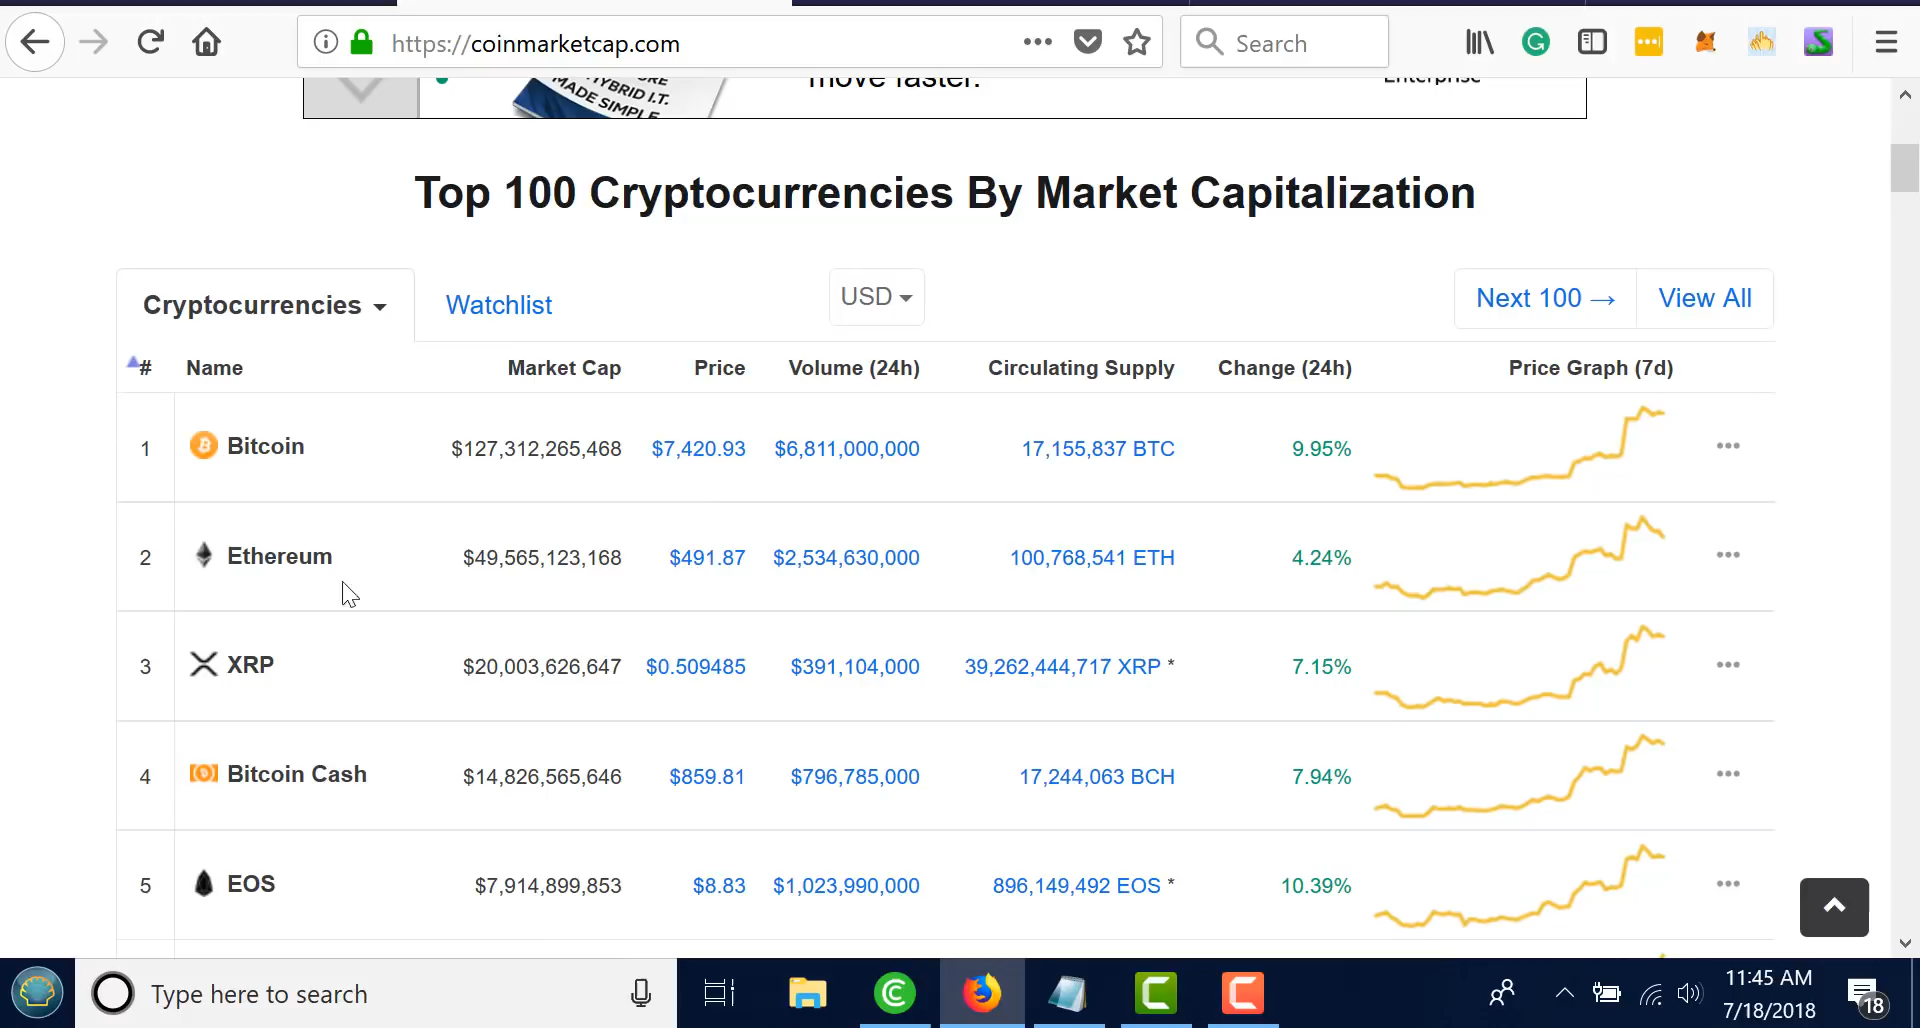 https://coinmarketcap.com
Search
HYBRID I.T.
MADE SIMPLE
move faster.
Enterprise
Top 100 Cryptocurrencies By Market Capitalization
Cryptocurrencies
Watchlist
USD
Next 100 →
View All
# Name Market Cap Price Volume (24h) Circulating Supply Change (24h) Price Graph (7d)
1 Bitcoin $127,312,265,468 $7,420.93 $6,811,000,000 17,155,837 BTC 9.95%
2 Ethereum $49,565,123,168 $491.87 $2,534,630,000 100,768,541 ETH 4.24%
3 XRP $20,003,626,647 $0.509485 $391,104,000 39,262,444,717 XRP * 7.15%
4 Bitcoin Cash $14,826,565,646 $859.81 $796,785,000 17,244,063 BCH 7.94%
5 EOS $7,914,899,853 $8.83 $1,023,990,000 896,149,492 EOS * 10.39%
Type here to search
11:45 AM
7/18/2018
18